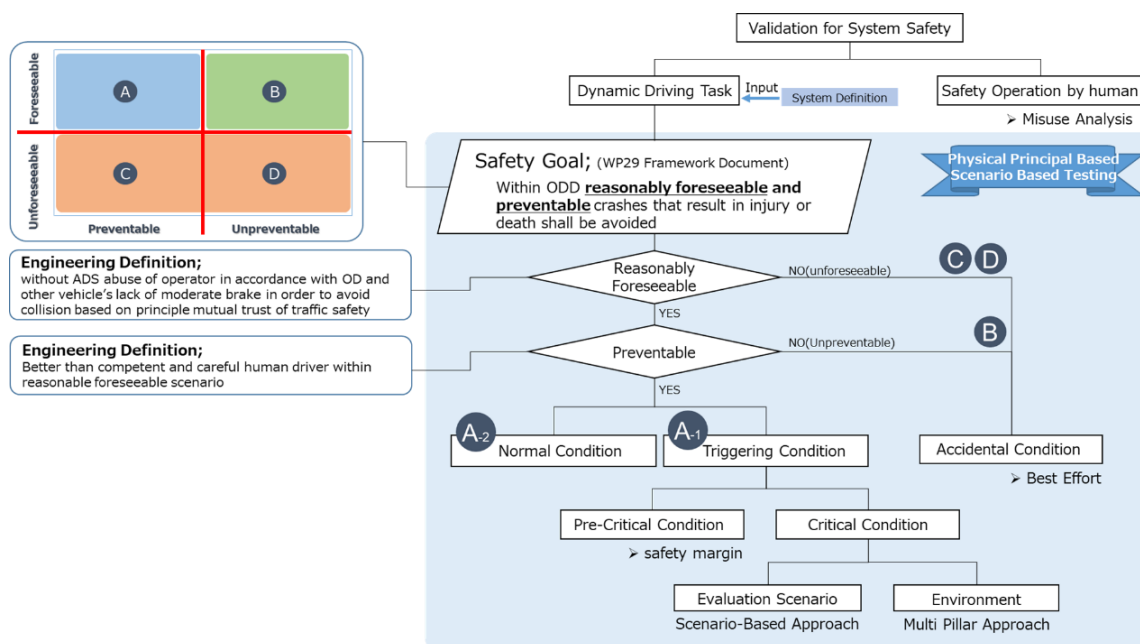 Validation for System Safety
Foreseeable
Unforeseeable
A
B
C
D
Preventable
Unpreventable
Dynamic Driving Task
Input
System Definition
Safety Operation by human
➤ Misuse Analysis
Physical Principal Based
Scenario Based Testing
Safety Goal; (WP29 Framework Document)
Within ODD reasonably foreseeable and
preventable crashes that result in injury or
death shall be avoided
Engineering Definition;
without ADS abuse of operator in accordance with OD and
other vehicle's lack of moderate brake in order to avoid
collision based on principle mutual trust of traffic safety
Reasonably
Foreseeable
NO(unforeseeable)
C
D
YES
Engineering Definition;
Better than competent and careful human driver within
reasonable foreseeable scenario
Preventable
NO(Unpreventable)
B
YES
A-2
Normal Condition
A-1
Triggering Condition
Accidental Condition
➤ Best Effort
Pre-Critical Condition
➤ safety margin
Critical Condition
Evaluation Scenario
Scenario-Based Approach
Environment
Multi Pillar Approach